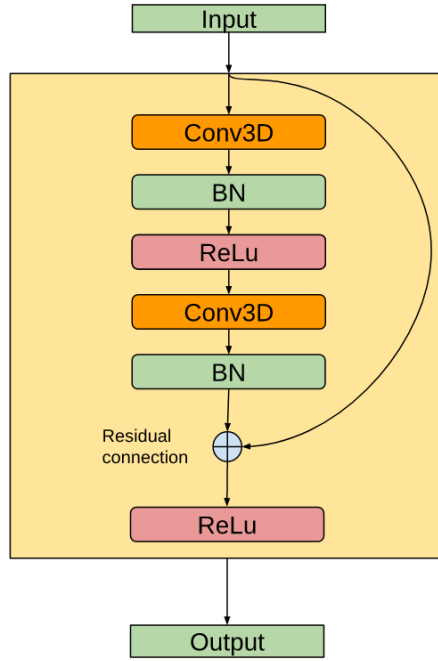 Input
Conv3D
BN
ReLu
Conv3D
BN
Residual
connection
ReLu
Output